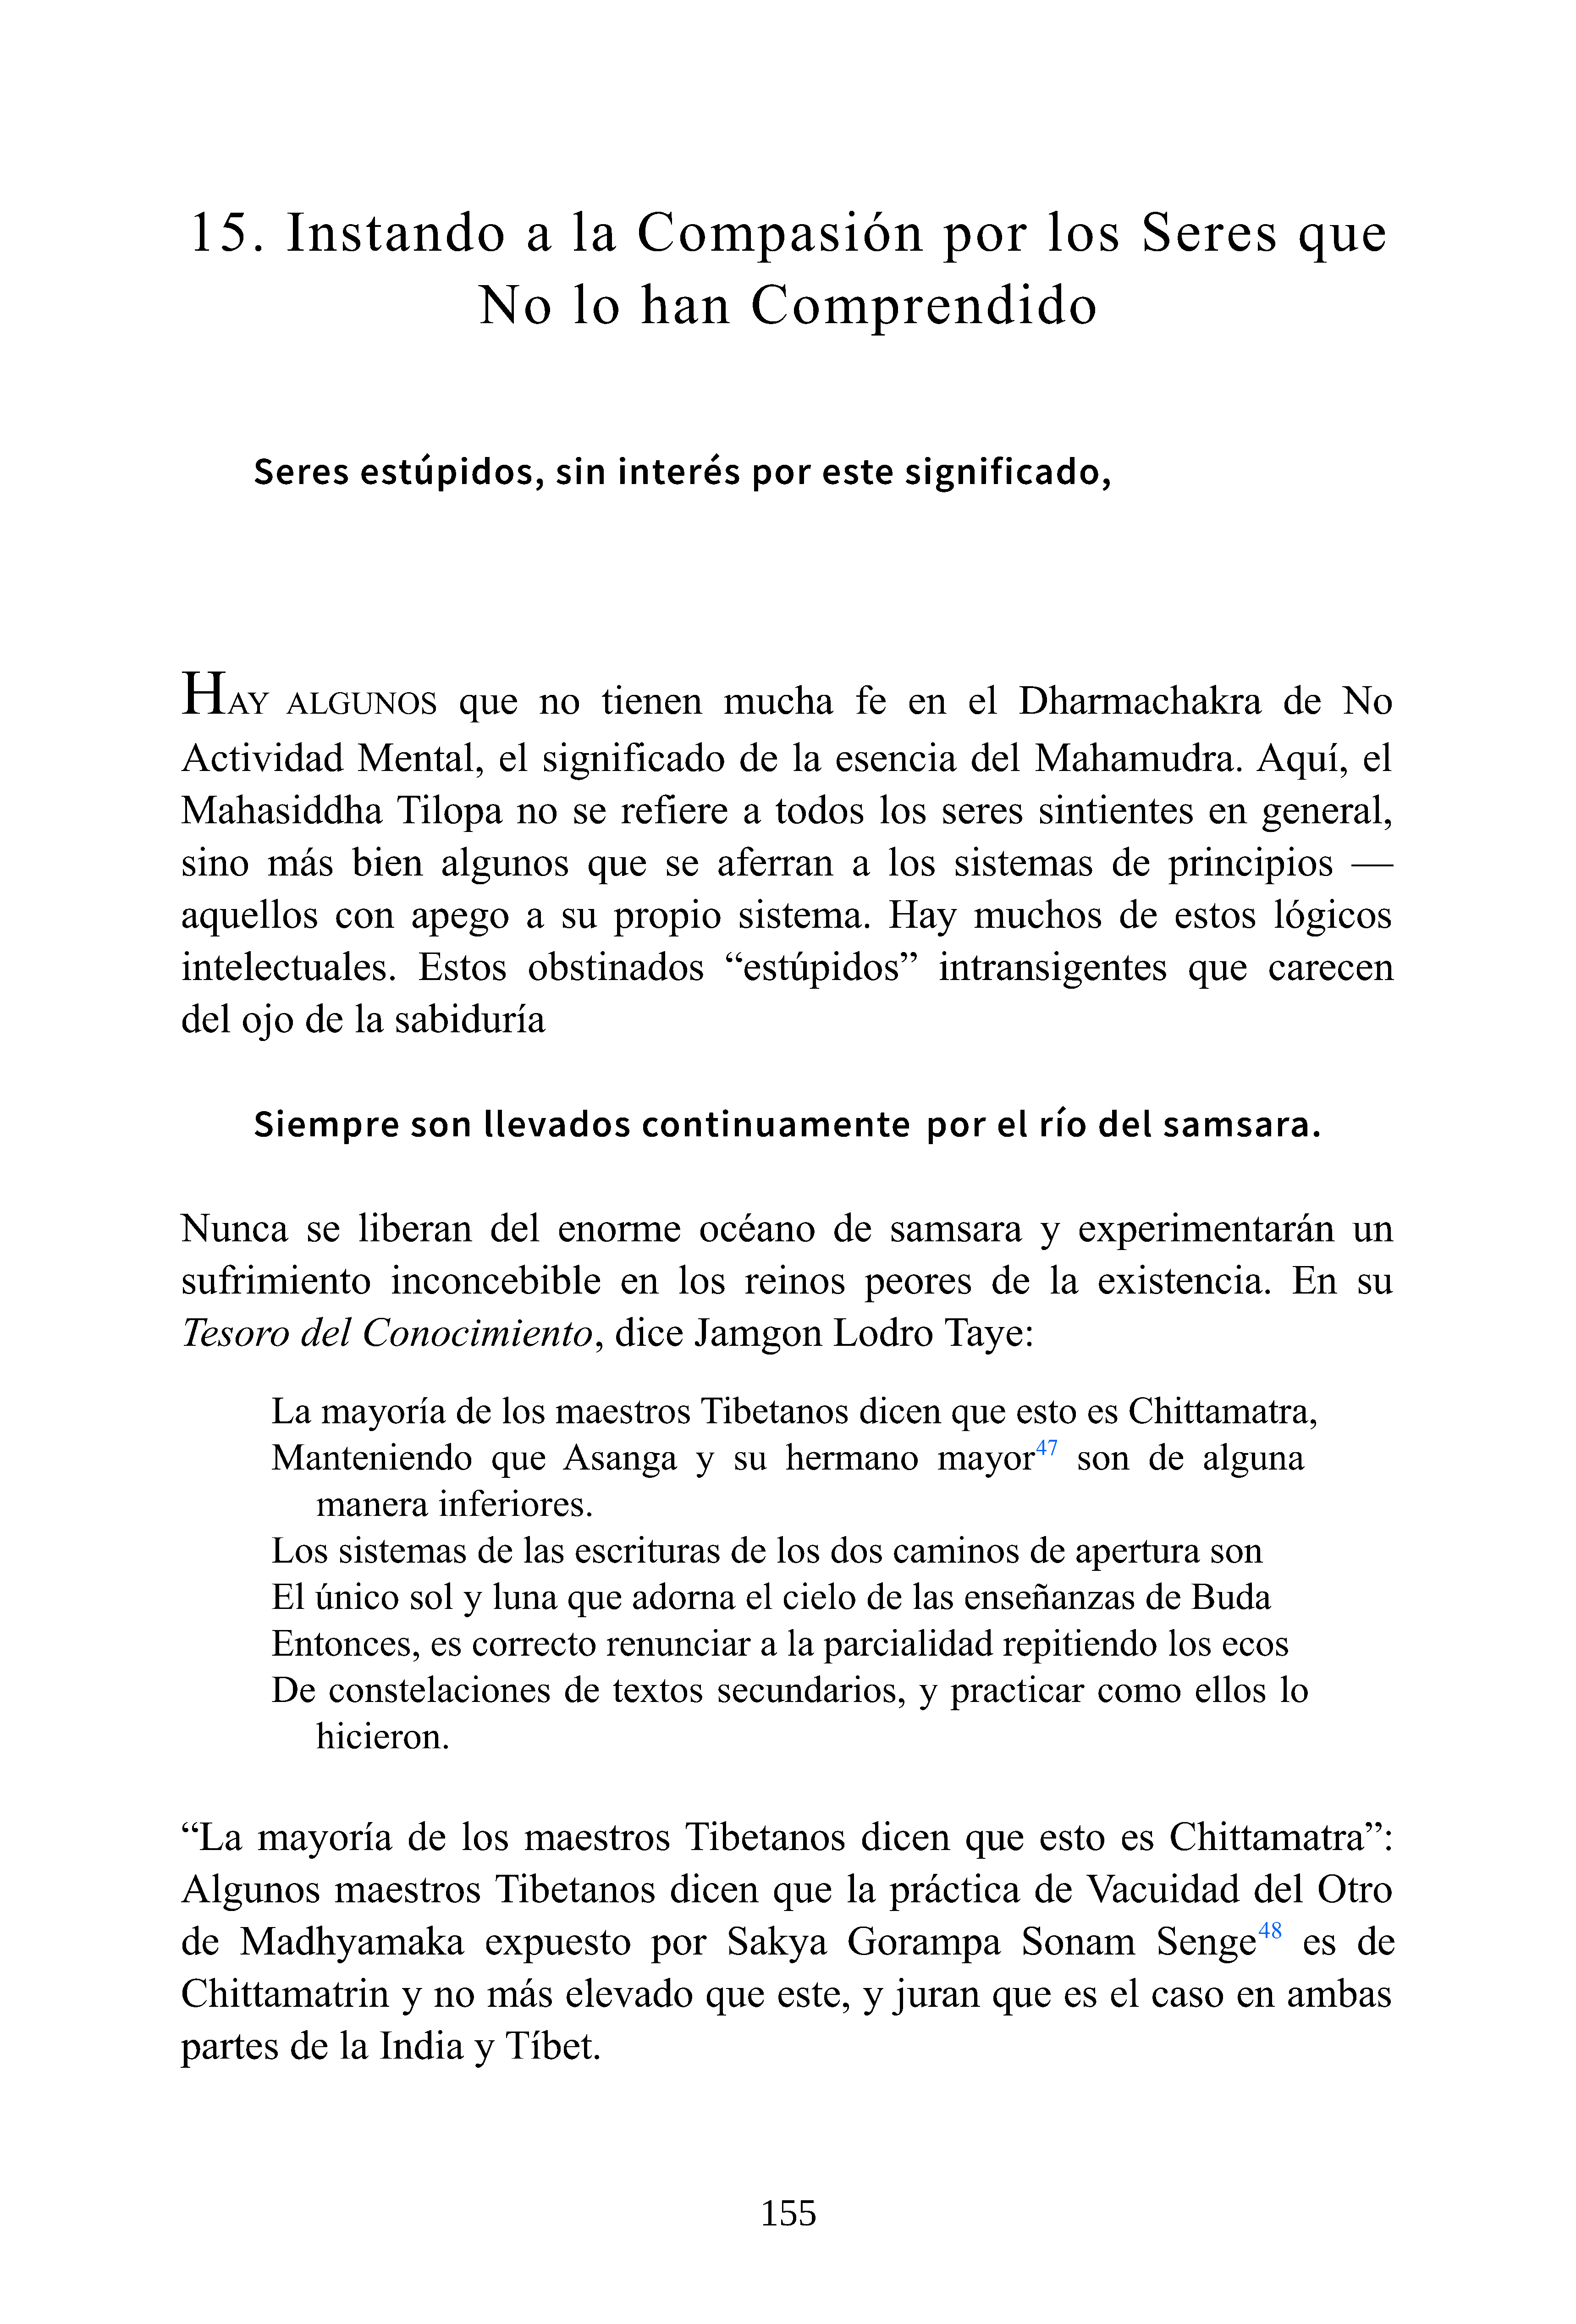 15. Instando a la Compasión por los Seres que
No lo han Comprendido
Seres estúpidos, sin interés por este significado,
HAY ALGUNOS que no tienen mucha fe en el Dharmachakra de No
Actividad Mental, el significado de la esencia del Mahamudra. Aquí, el
Mahasiddha Tilopa no se refiere a todos los seres sintientes en general,
sino más bien algunos que se aferran a los sistemas de principios —
aquellos con apego a su propio sistema. Hay muchos de estos lógicos
intelectuales. Estos obstinados “estúpidos” intransigentes que carecen
del ojo de la sabiduría
Siempre son llevados continuamente por el río del samsara.
Nunca se liberan del enorme océano de samsara y experimentarán un
sufrimiento inconcebible en los reinos peores de la existencia. En su
Tesoro del Conocimiento, dice Jamgon Lodro Taye:
La mayoría de los maestros Tibetanos dicen que esto es Chittamatra,
Manteniendo que Asanga y su hermano mayor47 son de alguna
manera inferiores.
Los sistemas de las escrituras de los dos caminos de apertura son
El único sol y luna que adorna el cielo de las enseñanzas de Buda
Entonces, es correcto renunciar a la parcialidad repitiendo los ecos
De constelaciones de textos secundarios, y practicar como ellos lo
hicieron.
“La mayoría de los maestros Tibetanos dicen que esto es Chittamatra”:
Algunos maestros Tibetanos dicen que la práctica de Vacuidad del Otro
de Madhyamaka expuesto por Sakya Gorampa Sonam Senge48 es de
Chittamatrin y no más elevado que este, y juran que es el caso en ambas
partes de la India y Tíbet.
155